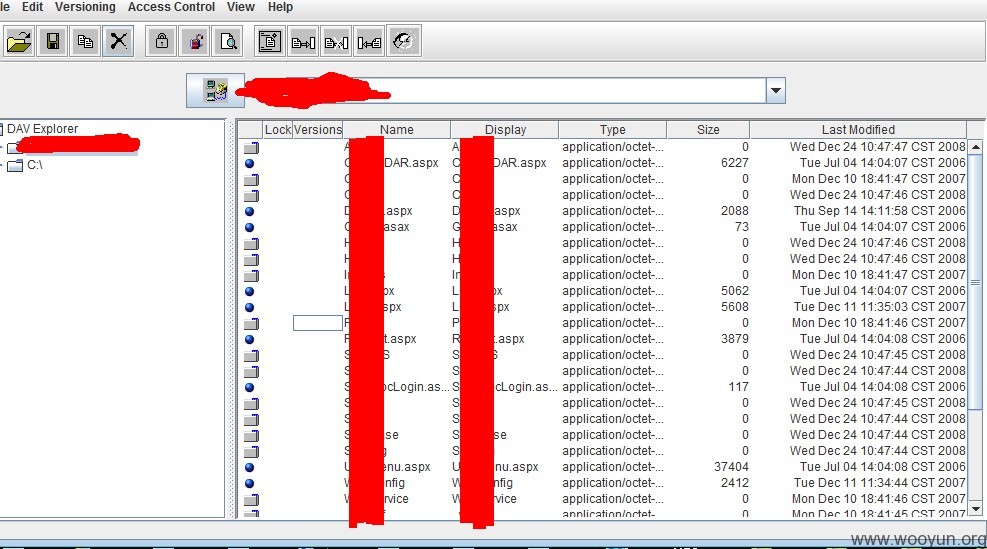 le Edit Versioning Access Control View Help
DAV Explorer
C:\
Lock Versions Name Display Type Size Last Modified
A A application/octet-... 0 Wed Dec 24 10:47:47 CST 2008
C DAR.aspx C DAR.aspx application/octet-... 6227 Tue Jul 04 14:04:07 CST 2006
C C application/octet-... 0 Mon Dec 10 18:41:47 CST 2007
C C application/octet-... 0 Wed Dec 24 10:47:46 CST 2008
D .aspx D aspx application/octet-... 2088 Thu Sep 14 14:11:58 CST 2006
G asax G asax application/octet-... 73 Tue Jul 04 14:04:07 CST 2006
H H application/octet-... 0 Wed Dec 24 10:47:46 CST 2008
H H application/octet-... 0 Wed Dec 24 10:47:46 CST 2008
In s In application/octet-... 0 Mon Dec 10 18:41:47 CST 2007
L px L px application/octet-... 5062 Tue Jul 04 14:04:07 CST 2006
L spx L spx application/octet-... 5608 Tue Dec 11 11:35:03 CST 2007
P application/octet-... 0 Mon Dec 10 18:41:46 CST 2007
R t.aspx R t.aspx application/octet-... 3879 Tue Jul 04 14:04:08 CST 2006
S S S S application/octet-... 0 Wed Dec 24 10:47:45 CST 2008
S S application/octet-... 0 Wed Dec 24 10:47:44 CST 2008
S ocLogin.as... S cLogin.as... application/octet-... 117 Tue Jul 04 14:04:08 CST 2006
S S application/octet-... 0 Wed Dec 24 10:47:45 CST 2008
S S application/octet-... 0 Wed Dec 24 10:47:44 CST 2008
S se S se application/octet-... 0 Wed Dec 24 10:47:44 CST 2008
S g S application/octet-... 0 Wed Dec 24 10:47:44 CST 2008
U enu.aspx U enu.aspx application/octet-... 37404 Tue Jul 04 14:04:08 CST 2006
W nfig W nfig application/octet-... 2412 Tue Dec 11 11:34:44 CST 2007
W ervice W rvice application/octet-... 0 Mon Dec 10 18:41:46 CST 2007
application/octet-... 0 Mon Dec 10 18:41:45 CST 2007
www.wooyun.org